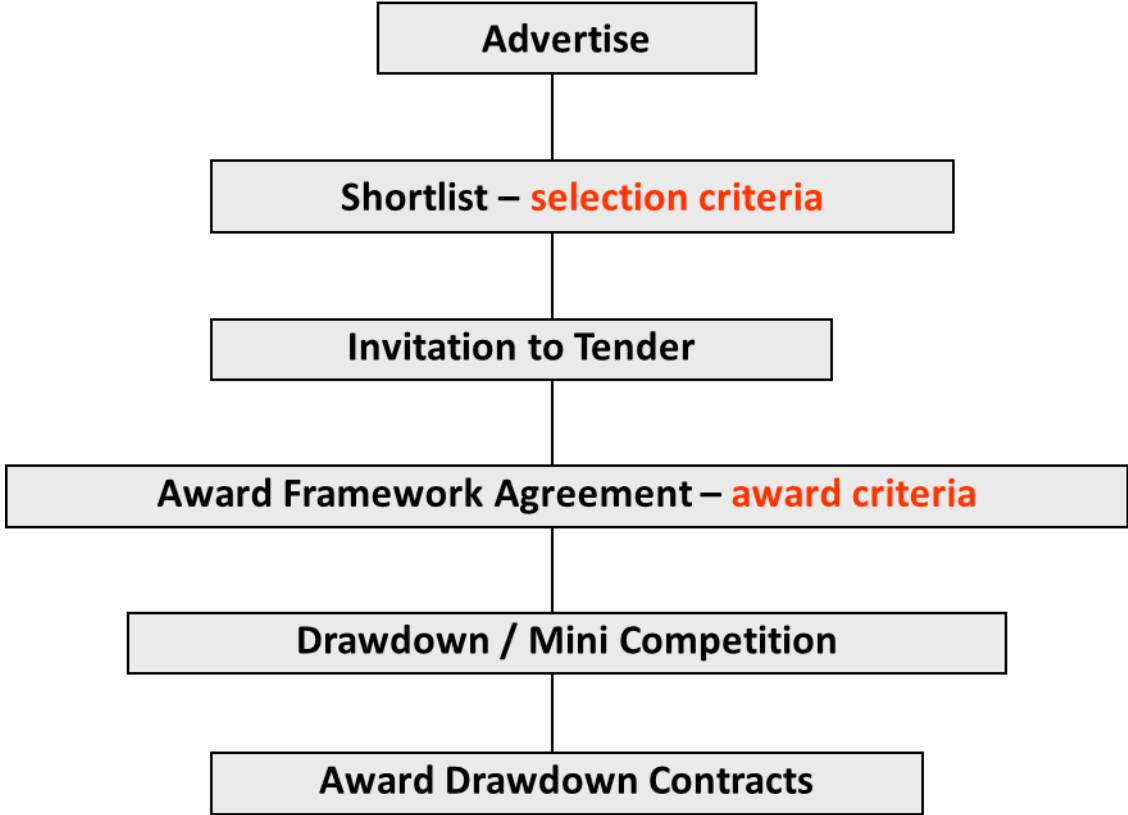 Advertise
Shortlist – selection criteria
Invitation to Tender
Award Framework Agreement – award criteria
Drawdown / Mini Competition
Award Drawdown Contracts